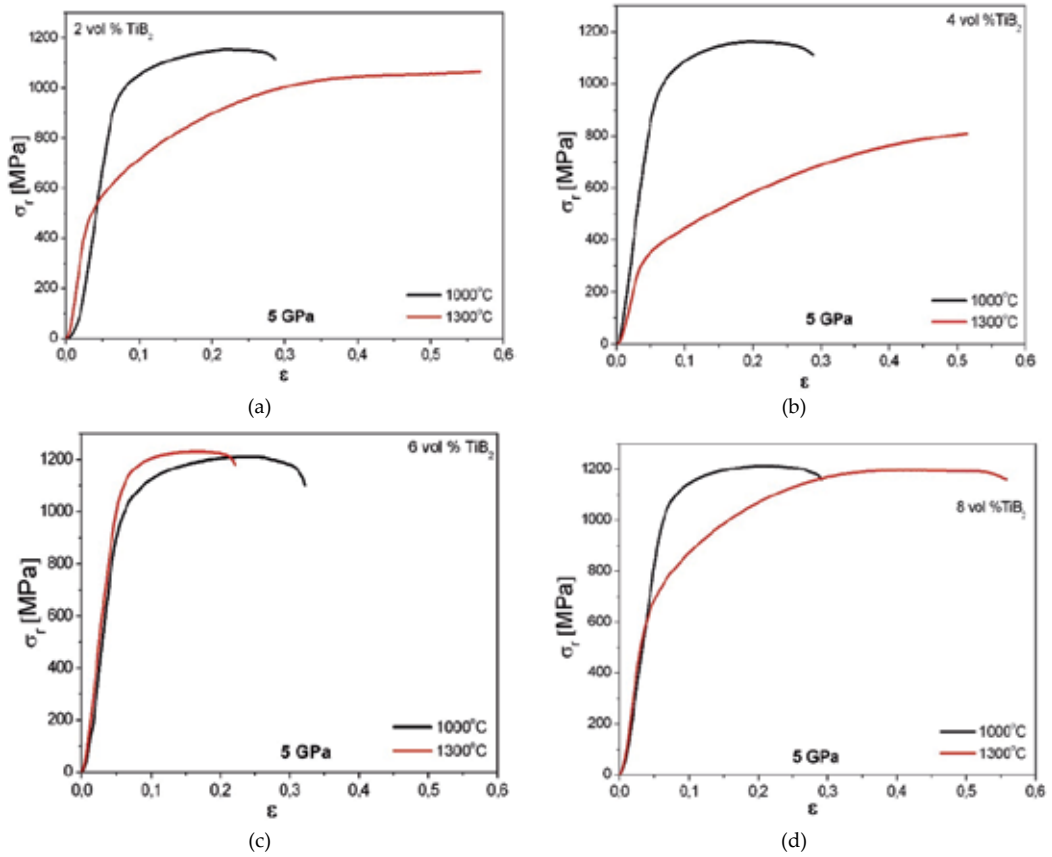 2 vol % TiB₂
σᵣ [MPa]
1200
1000
800
600
400
200
0
0,0 0,1 0,2 0,3 0,4 0,5 0,6
ε
1000°C
1300°C
5 GPa
(a)
4 vol %TiB₂
σᵣ [MPa]
1200
1000
800
600
400
200
0
0,0 0,1 0,2 0,3 0,4 0,5 0,6
ε
1000°C
1300°C
5 GPa
(b)
6 vol % TiB₂
σᵣ [MPa]
1200
1000
800
600
400
200
0
0,0 0,1 0,2 0,3 0,4 0,5 0,6
ε
1000°C
1300°C
5 GPa
(c)
8 vol %TiB₂
σᵣ [MPa]
1200
1000
800
600
400
200
0
0,0 0,1 0,2 0,3 0,4 0,5 0,6
ε
1000°C
1300°C
5 GPa
(d)